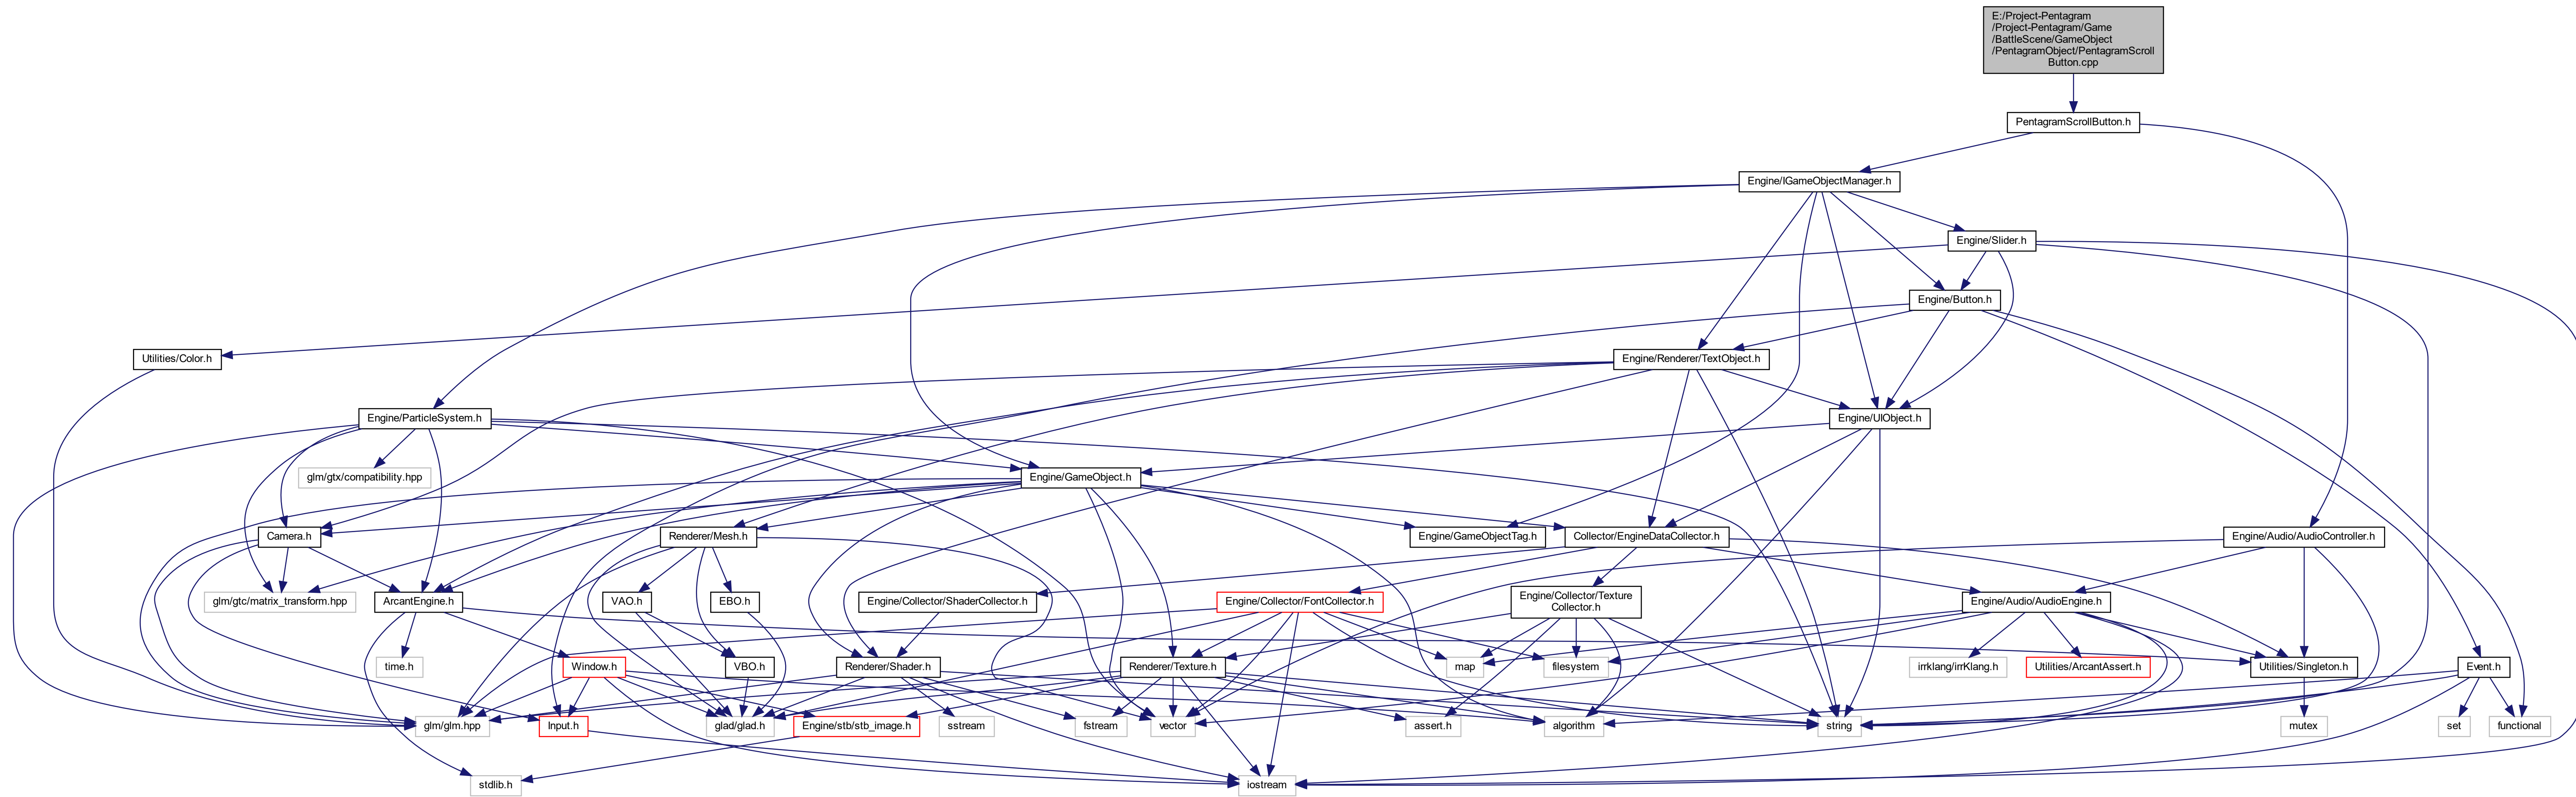 E:/Project-Pentagram
/Project-Pentagram/Game
/BattleScene/GameObject
/PentagramObject/PentagramScroll
Button.cpp
PentagramScrollButton.h
Engine/IGameObjectManager.h
Engine/Slider.h
Engine/Button.h
Utilities/Color.h
Engine/Renderer/TextObject.h
Engine/ParticleSystem.h
Engine/UIObject.h
glm/gtx/compatibility.hpp
Engine/GameObject.h
Camera.h
Renderer/Mesh.h
Engine/GameObjectTag.h
Collector/EngineDataCollector.h
Engine/Audio/AudioController.h
glm/gtc/matrix_transform.hpp
ArcantEngine.h
VAO.h
EBO.h
Engine/Collector/ShaderCollector.h
Engine/Collector/FontCollector.h
Engine/Collector/Texture
Collector.h
Engine/Audio/AudioEngine.h
time.h
Window.h
VBO.h
Renderer/Shader.h
Renderer/Texture.h
map
filesystem
irrklang/irrKlang.h
Utilities/ArcantAssert.h
Utilities/Singleton.h
Event.h
glm/glm.hpp
Input.h
glad/glad.h
Engine/stb/stb_image.h
sstream
fstream
vector
assert.h
algorithm
string
mutex
set
functional
stdlib.h
iostream